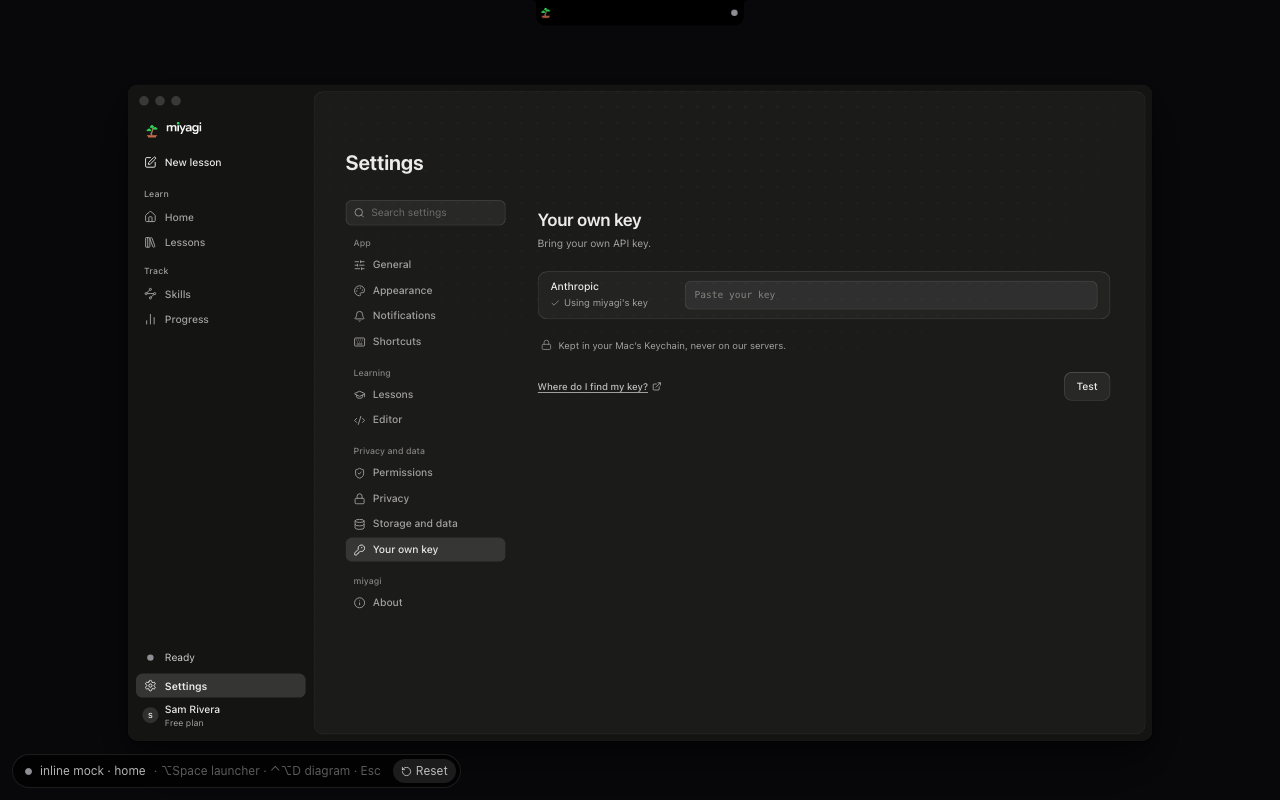 miyagi
New lesson
Learn
Home
Lessons
Track
Skills
Progress
Ready
Settings
S
Sam Rivera
Free plan
Settings
Search settings
App
General
Appearance
Notifications
Shortcuts
Learning
Lessons
Editor
Privacy and data
Permissions
Privacy
Storage and data
Your own key
miyagi
About
Your own key
Bring your own API key.
Anthropic
Using miyagi's key
Paste your key
Kept in your Mac's Keychain, never on our servers.
Where do I find my key?
Test
inline mock · home · ⌥Space launcher · ^⌥D diagram · Esc
Reset